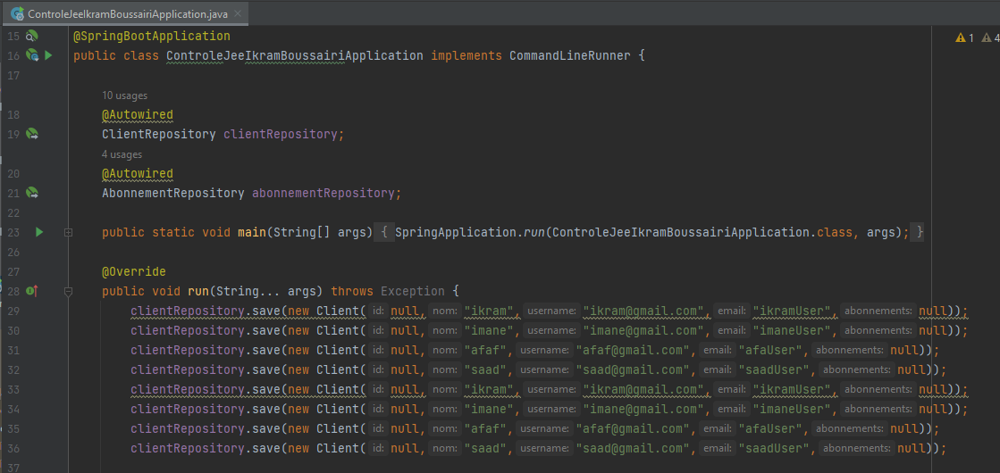 ControleJeeIkramBoussairiApplication.java
1 4
15 @SpringBootApplication
16 public class ControleJeeIkramBoussairiApplication implements CommandLineRunner {
17
10 usages
18 @Autowired
19 ClientRepository clientRepository;
4 usages
20 @Autowired
21 AbonnementRepository abonnementRepository;
22
23 public static void main(String[] args) { SpringApplication.run(ControleJeeIkramBoussairiApplication.class, args); }
26
27 @Override
28 public void run(String... args) throws Exception {
29 clientRepository.save(new Client( id: null, nom: "ikram", username: "ikram@gmail.com", email: "ikramUser", abonnements: null));
30 clientRepository.save(new Client( id: null, nom: "imane", username: "imane@gmail.com", email: "imaneUser", abonnements: null));
31 clientRepository.save(new Client( id: null, nom: "afaf", username: "afaf@gmail.com", email: "afaUser", abonnements: null));
32 clientRepository.save(new Client( id: null, nom: "saad", username: "saad@gmail.com", email: "saadUser", abonnements: null));
33 clientRepository.save(new Client( id: null, nom: "ikram", username: "ikram@gmail.com", email: "ikramUser", abonnements: null));
34 clientRepository.save(new Client( id: null, nom: "imane", username: "imane@gmail.com", email: "imaneUser", abonnements: null));
35 clientRepository.save(new Client( id: null, nom: "afaf", username: "afaf@gmail.com", email: "afaUser", abonnements: null));
36 clientRepository.save(new Client( id: null, nom: "saad", username: "saad@gmail.com", email: "saadUser", abonnements: null));
37